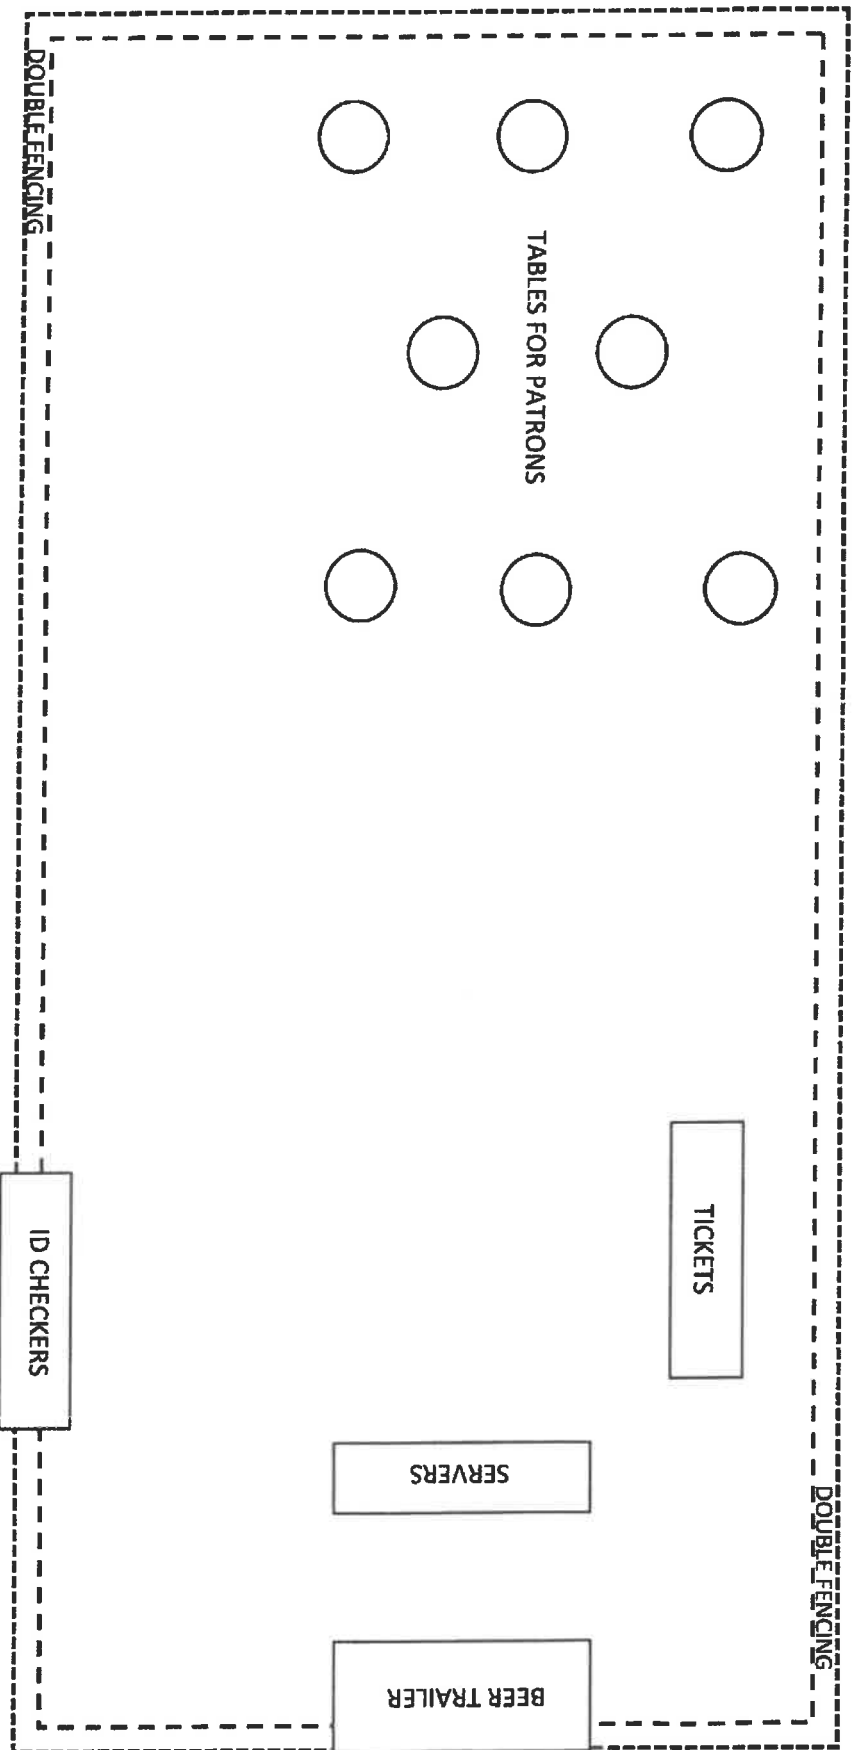 DOUBLE FENCING
TABLES FOR PATRONS
TICKETS
ID CHECKERS
SERVERS
DOUBLE FENCING
BEER TRAILER